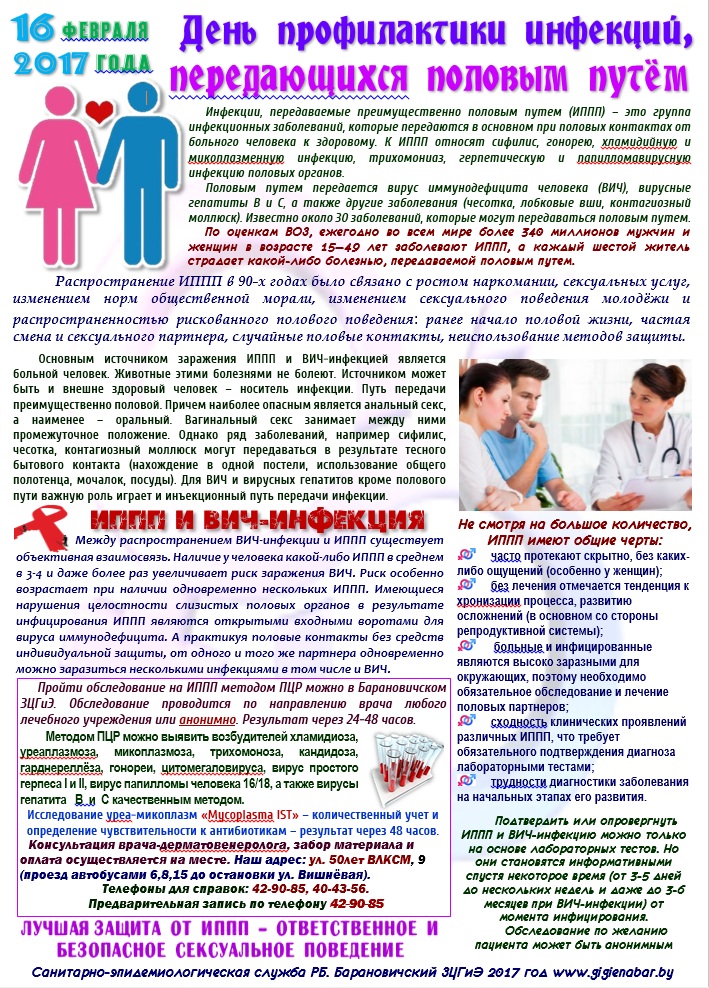 16 ФЕВРАЛЯ
2017 ГОДА
День профилактики инфекций,
передающихся половым путём
Инфекции, передаваемые преимущественно половым путем (ИППП) – это группа
инфекционных заболеваний, которые передаются в основном при половых контактах от
больного человека к здоровому. К ИППП относят сифилис, гонорею, хламидийную и
микоплазменную инфекцию, трихомониаз, герпетическую и папилломавирусную
инфекцию половых органов.
Половым путем передается вирус иммунодефицита человека (ВИЧ), вирусные
гепатиты В и С, а также другие заболевания (чесотка, лобковые вши, контагиозный
моллюск). Известно около 30 заболеваний, которые могут передаваться половым путем.
По оценкам ВОЗ, ежегодно во всем мире более 340 миллионов мужчин и
женщин в возрасте 15–49 лет заболевают ИППП, а каждый шестой житель
страдает какой-либо болезнью, передаваемой половым путем.
Распространение ИППП в 90-х годах было связано с ростом наркомании, сексуальных услуг,
изменением норм общественной морали, изменением сексуального поведения молодёжи и
распространенностью рискованного полового поведения: ранее начало половой жизни, частая
смена и сексуального партнера, случайные половые контакты, неиспользование методов защиты.
Основным источником заражения ИППП и ВИЧ-инфекцией является
больной человек. Животные этими болезнями не болеют. Источником может
быть и внешне здоровый человек – носитель инфекции. Путь передачи
преимущественно половой. Причем наиболее опасным является анальный секс,
а наименее – оральный. Вагинальный секс занимает между ними
промежуточное положение. Однако ряд заболеваний, например сифилис,
чесотка, контагиозный моллюск могут передаваться в результате тесного
бытового контакта (нахождение в одной постели, использование общего
полотенца, мочалок, посуды). Для ВИЧ и вирусных гепатитов кроме полового
пути важную роль играет и инъекционный путь передачи инфекции.
ИППП И ВИЧ-ИНФЕКЦИЯ
Между распространением ВИЧ-инфекции и ИППП существует
объективная взаимосвязь. Наличие у человека какой-либо ИППП в среднем
в 3-4 и даже более раз увеличивает риск заражения ВИЧ. Риск особенно
возрастает при наличии одновременно нескольких ИППП. Имеющиеся
нарушения целостности слизистых половых органов в результате
инфицирования ИППП являются открытыми входными воротами для
вируса иммунодефицита. А практикуя половые контакты без средств
индивидуальной защиты, от одного и того же партнера одновременно
можно заразиться несколькими инфекциями в том числе и ВИЧ.
Пройти обследование на ИППП методом ПЦР можно в Барановичском
ЗЦГиЭ. Обследование проводится по направлению врача любого
лечебного учреждения или анонимно. Результат через 24-48 часов.
Методом ПЦР можно выявить возбудителей хламидиоза,
уреаплазмоза, микоплазмоза, трихомоноза, кандидоза,
гарднереллёза, гонореи, цитомегаловируса, вирус простого
герпеса I и II, вирус папилломы человека 16/18, а также вирусы
гепатита В и С качественным методом.
Исследование уреа-микоплазм «Mycoplasma IST» – количественный учет и
определение чувствительности к антибиотикам – результат через 48 часов.
Консультация врача-дерматовенеролога, забор материала и
оплата осуществляется на месте. Наш адрес: ул. 50лет ВЛКСМ, 9
(проезд автобусами 6,8,15 до остановки ул. Вишнёвая).
Телефоны для справок: 42-90-85, 40-43-56.
Предварительная запись по телефону 42-90-85
ЛУЧШАЯ ЗАЩИТА ОТ ИППП – ОТВЕТСТВЕННОЕ И
БЕЗОПАСНОЕ СЕКСУАЛЬНОЕ ПОВЕДЕНИЕ
Не смотря на большое количество,
ИППП имеют общие черты:
часто протекают скрытно, без каких-
либо ощущений (особенно у женщин);
без лечения отмечается тенденция к
хронизации процесса, развитию
осложнений (в основном со стороны
репродуктивной системы);
больные и инфицированные
являются высоко заразными для
окружающих, поэтому необходимо
обязательное обследование и лечение
половых партнеров;
сходность клинических проявлений
различных ИППП, что требует
обязательного подтверждения диагноза
лабораторными тестами;
трудности диагностики заболевания
на начальных этапах его развития.
Подтвердить или опровергнуть
ИППП и ВИЧ-инфекцию можно только
на основе лабораторных тестов. Но
они становятся информативными
спустя некоторое время (от 3-5 дней
до нескольких недель и даже до 3-6
месяцев при ВИЧ-инфекции) от
момента инфицирования.
Обследование по желанию
пациента может быть анонимным
Санитарно-эпидемиологическая служба РБ. Барановичский ЗЦГиЭ 2017 год www.gigienabar.by